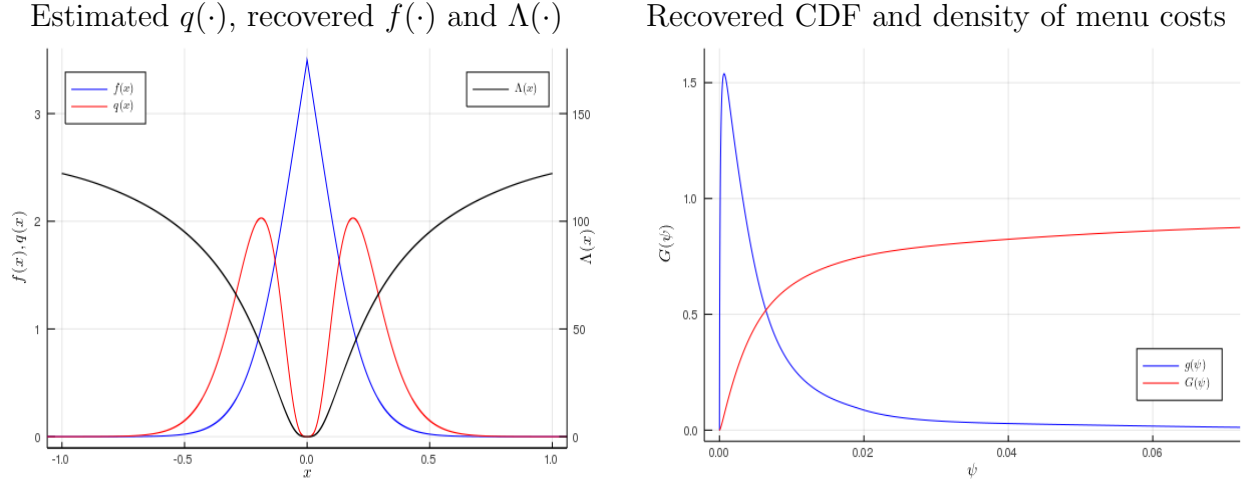 Estimated q(·), recovered f(·) and Λ(·)
f(x)
q(x)
Λ(x)
3
2
1
0
f(x), q(x)
150
100
50
0
Λ(x)
-1.0
-0.5
0.0
0.5
1.0
x
Recovered CDF and density of menu costs
1.5
1.0
0.5
0.0
G(ψ)
g(ψ)
G(ψ)
0.00
0.02
0.04
0.06
ψ